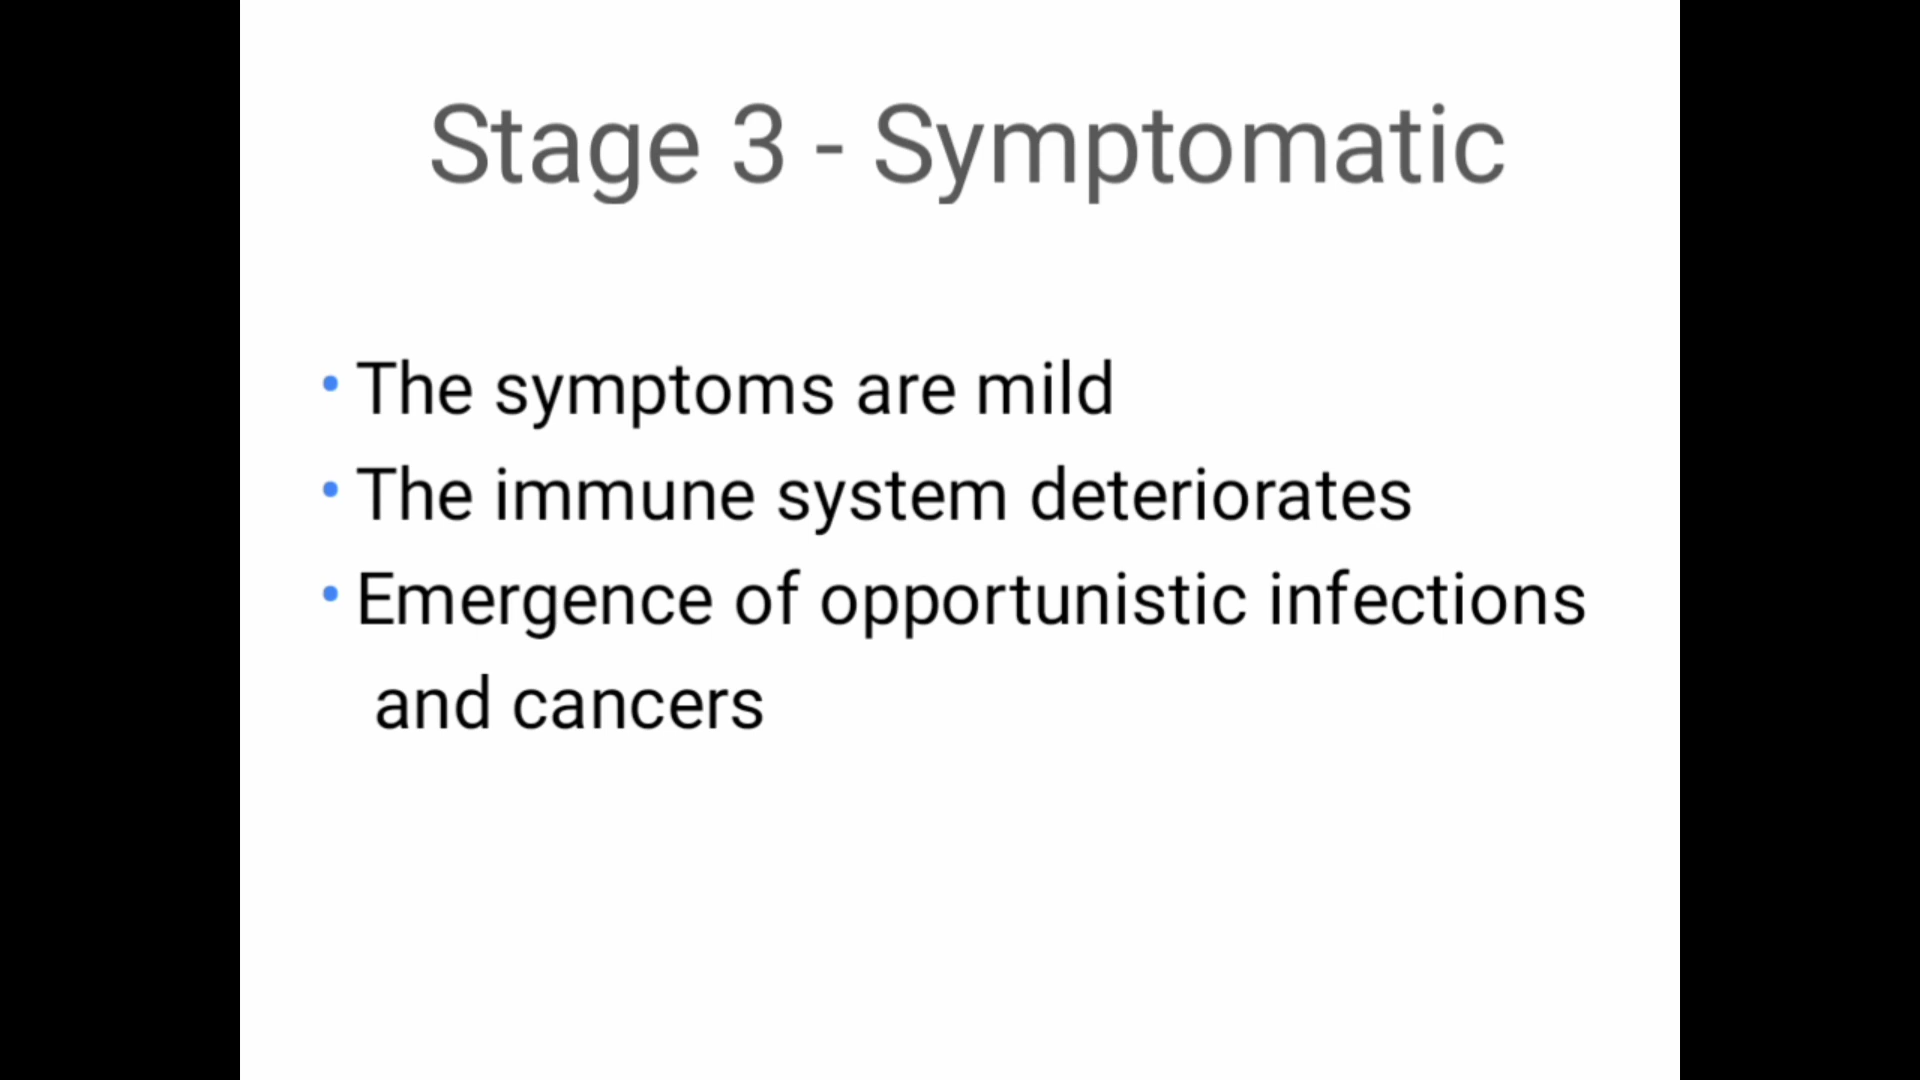 Stage 3 - Symptomatic
• The symptoms are mild
• The immune system deteriorates
• Emergence of opportunistic infections
and cancers